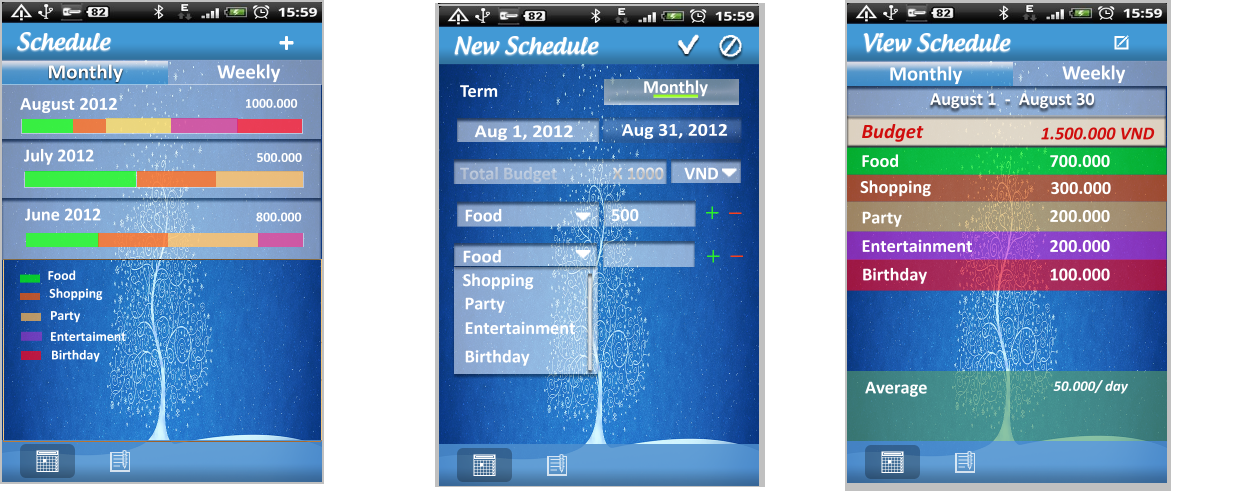 82 E 15:59
Schedule +
Monthly Weekly
August 2012 1000.000
July 2012 500.000
June 2012 800.000
Food
Shopping
Party
Entertaiment
Birthday
82 E 15:59
New Schedule
Term Monthly
Aug 1, 2012 Aug 31, 2012
Total Budget X 1000 VND
Food 500 + −
Food + −
Shopping
Party
Entertainment
Birthday
82 E 15:59
View Schedule
Monthly Weekly
August 1 - August 30
Budget 1.500.000 VND
Food 700.000
Shopping 300.000
Party 200.000
Entertainment 200.000
Birthday 100.000
Average 50.000/ day